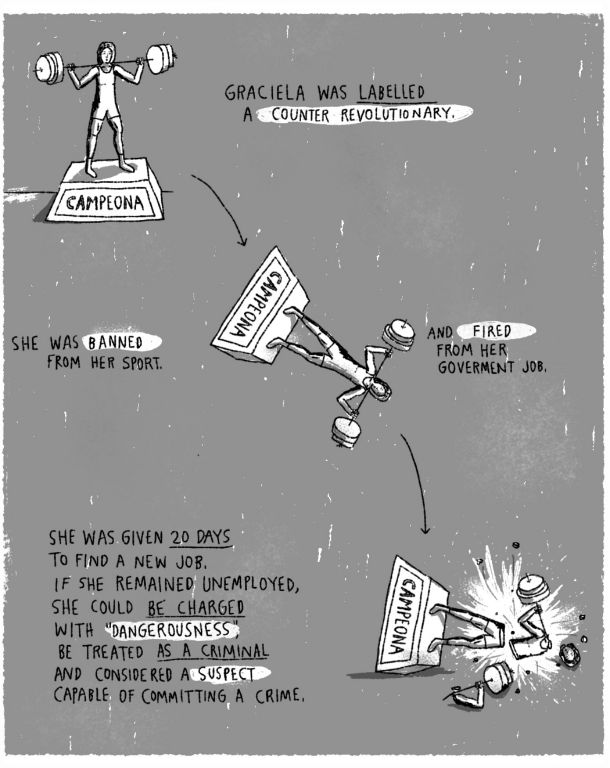 GRACIELA WAS LABELLED
A COUNTER REVOLUTIONARY.
CAMPEONA
CAMPEONA
SHE WAS BANNED
FROM HER SPORT.
AND FIRED
FROM HER
GOVERMENT JOB.
SHE WAS GIVEN 20 DAYS
TO FIND A NEW JOB.
IF SHE REMAINED UNEMPLOYED,
SHE COULD BE CHARGED
WITH "DANGEROUSNESS"
BE TREATED AS A CRIMINAL
AND CONSIDERED A SUSPECT
CAPABLE OF COMMITTING A CRIME.
CAMPEONA